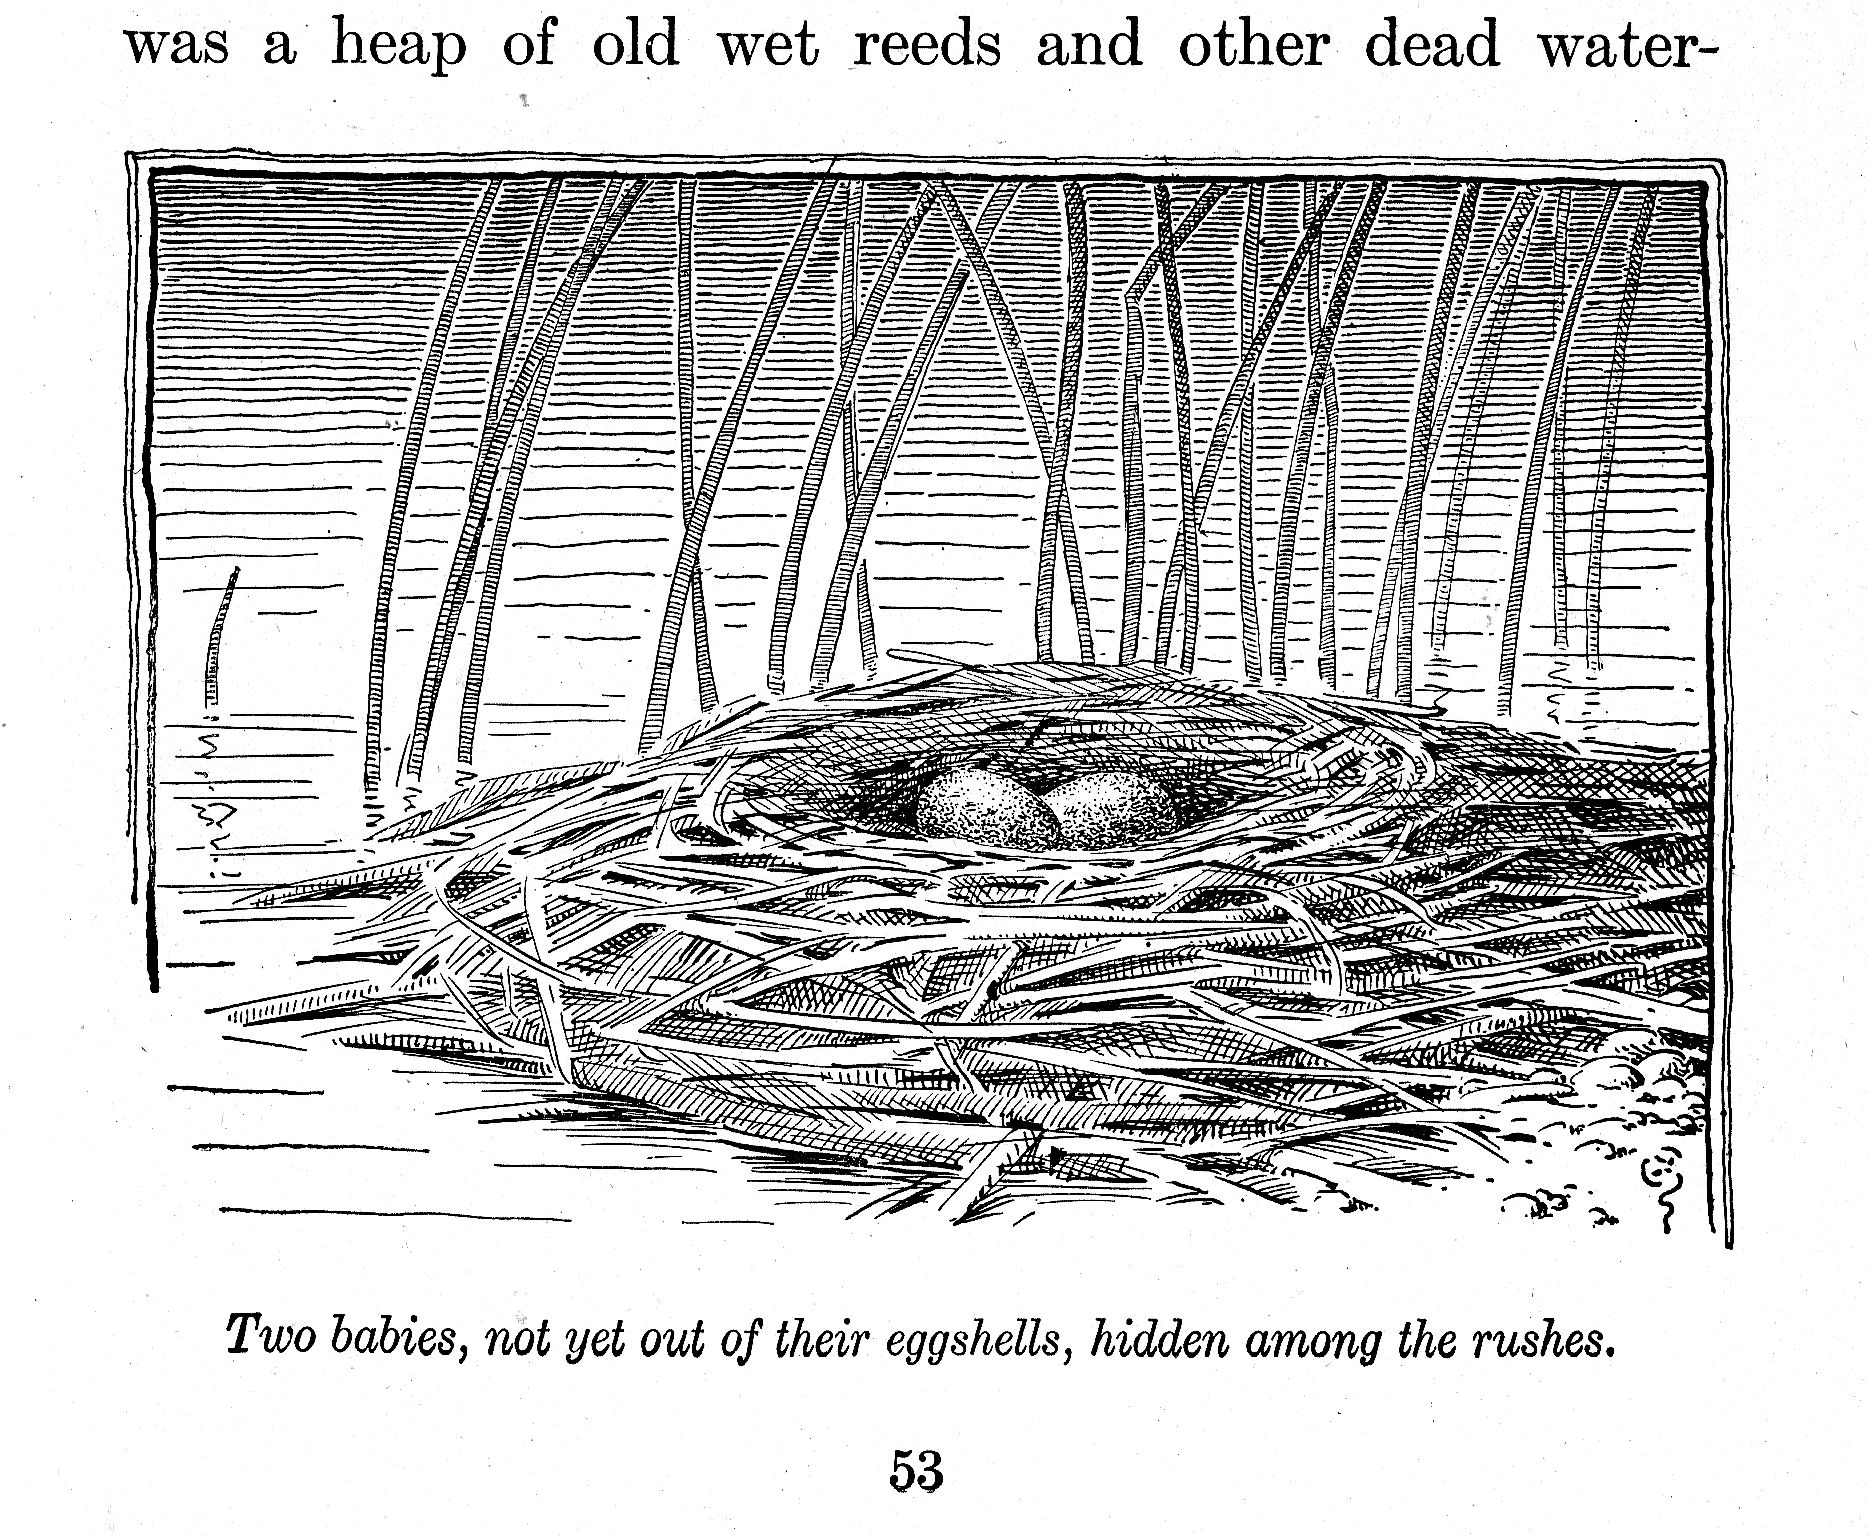 was a heap of old wet reeds and other dead water-
Two babies, not yet out of their eggshells, hidden among the rushes.
53